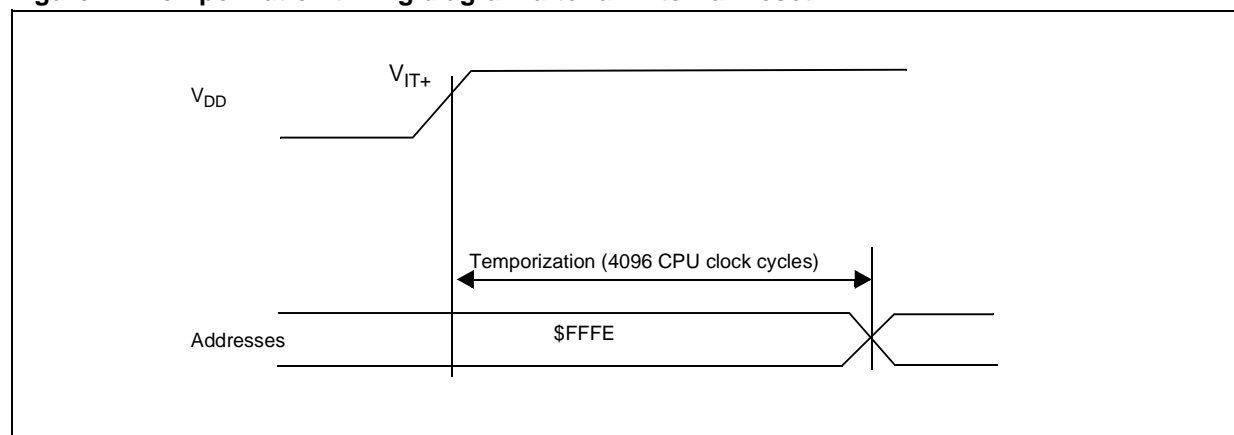 V_IT+
V_DD
Temporization (4096 CPU clock cycles)
Addresses
$FFFE